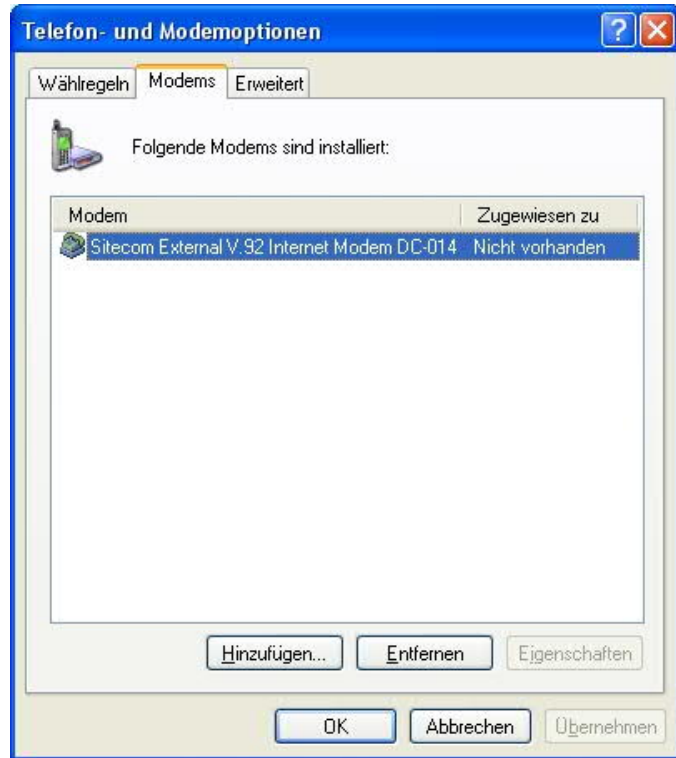 Telefon- und Modemoptionen
Wählregeln Modems Erweitert
Folgende Modems sind installiert:
Modem Zugewiesen zu
Sitecom External V.92 Internet Modem DC-014 Nicht vorhanden
Hinzufügen... Entfernen Eigenschaften
OK Abbrechen Übernehmen